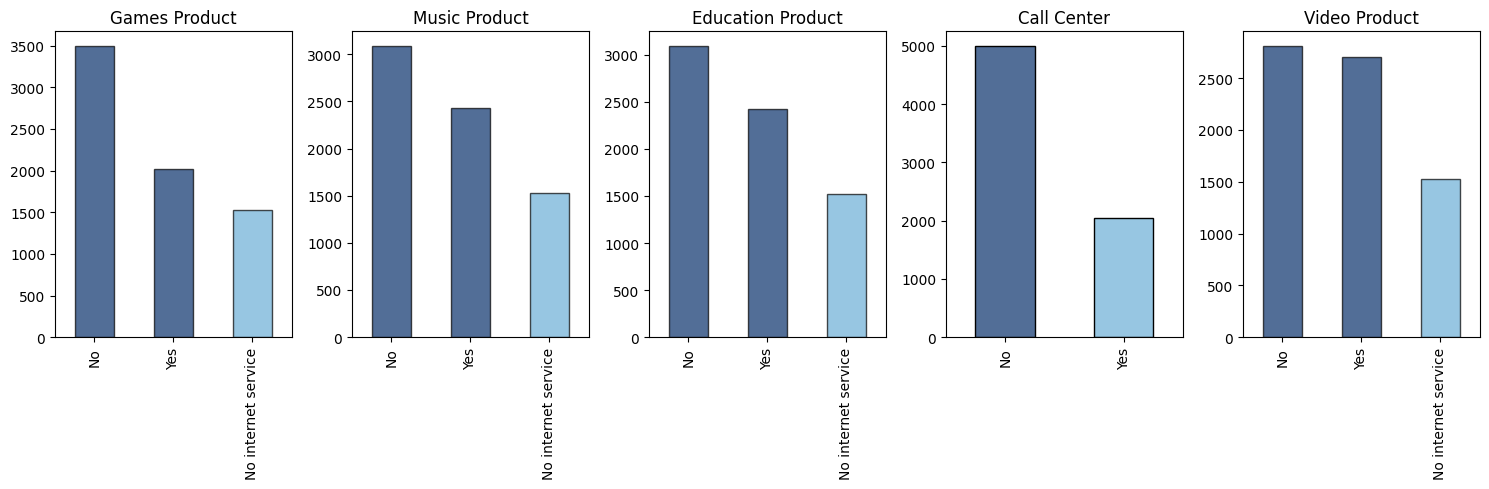 Games Product
3500
3000
2500
2000
1500
1000
500
0
No
Yes
No internet service
Music Product
3000
2500
2000
1500
1000
500
0
No
Yes
No internet service
Education Product
3000
2500
2000
1500
1000
500
0
No
Yes
No internet service
Call Center
5000
4000
3000
2000
1000
0
No
Yes
Video Product
2500
2000
1500
1000
500
0
No
Yes
No internet service